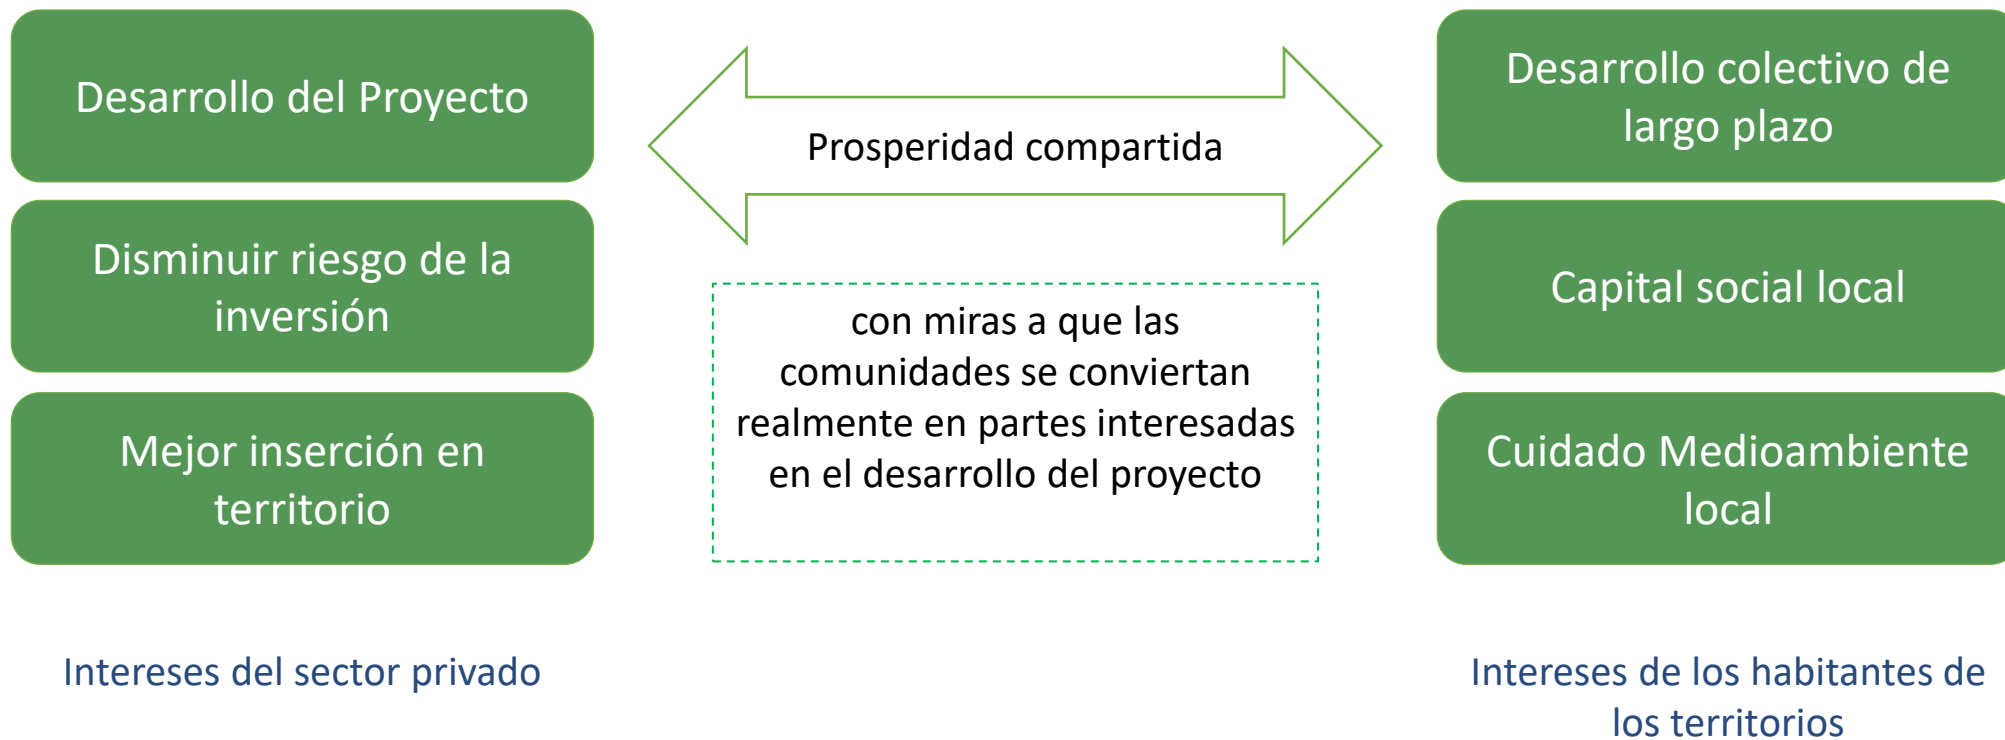 Desarrollo del Proyecto
Disminuir riesgo de la
inversión
Mejor inserción en
territorio
Intereses del sector privado
Prosperidad compartida
con miras a que las
comunidades se conviertan
realmente en partes interesadas
en el desarrollo del proyecto
Desarrollo colectivo de
largo plazo
Capital social local
Cuidado Medioambiente
local
Intereses de los habitantes de
los territorios